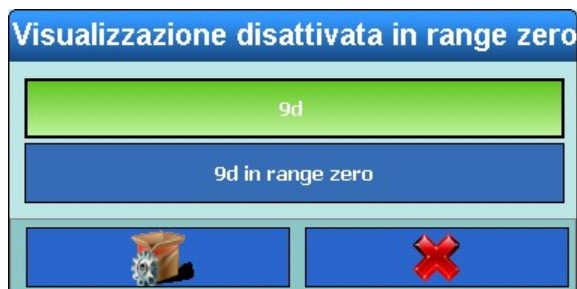 Visualizzazione disattivata in range zero
9d
9d in range zero